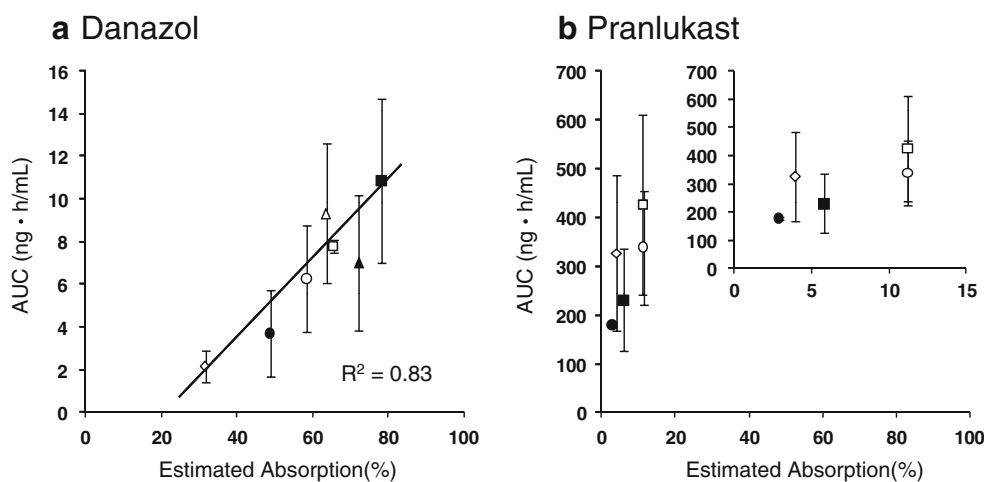 a Danazol
16
14
12
10
8
6
4
2
0
AUC (ng · h/mL)
0 20 40 60 80 100
Estimated Absorption(%)
R² = 0.83
b Pranlukast
700
600
500
400
300
200
100
0
AUC (ng · h/mL)
0 20 40 60 80 100
Estimated Absorption(%)
700
600
500
400
300
200
100
0
0 5 10 15